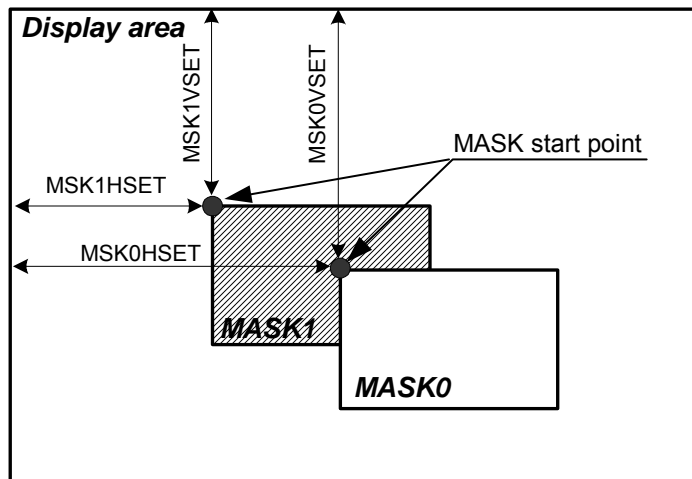 Display area
MSK1VSET
MSK0VSET
MASK start point
MSK1HSET
MSK0HSET
MASK1
MASK0